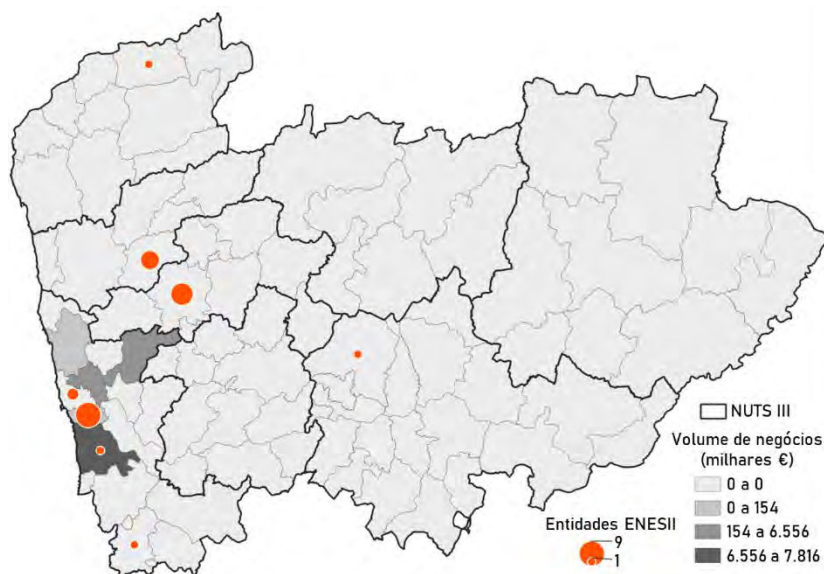 NUTS III
Volume de negócios
(milhares €)
0 a 0
0 a 154
154 a 6.556
6.556 a 7.816
Entidades ENESII
9
1